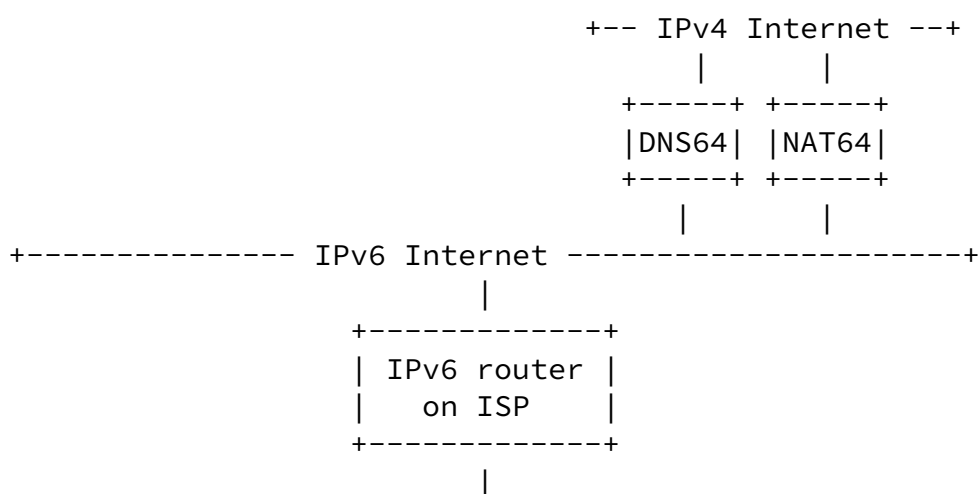 +-- IPv4 Internet --+
|       |
+-----+ +-----+
|DNS64| |NAT64|
+-----+ +-----+
|       |
+--------------- IPv6 Internet ----------------------+
|
+-------------+
| IPv6 router |
|   on ISP    |
+-------------+
|